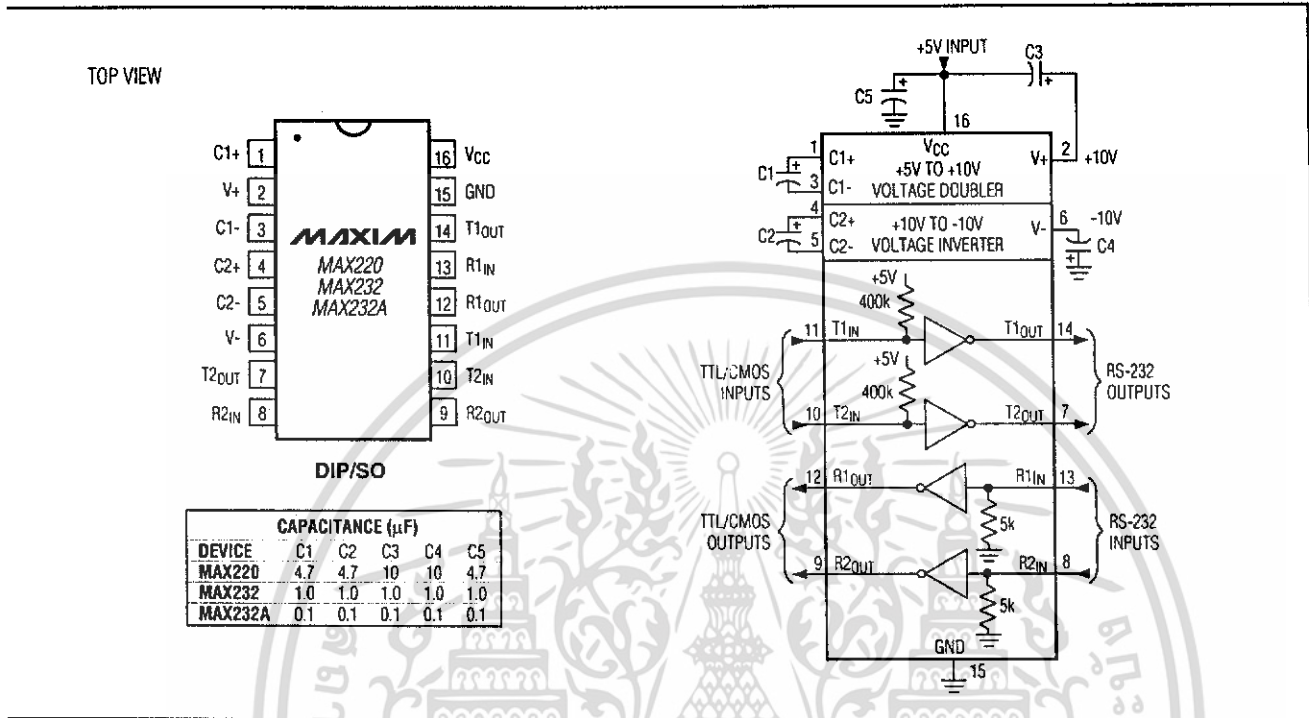 TOP VIEW
C1+ 1
V+ 2
C1- 3
C2+ 4
C2- 5
V- 6
T2OUT 7
R2IN 8
16 VCC
15 GND
14 T1OUT
13 R1IN
12 R1OUT
11 T1IN
10 T2IN
9 R2OUT
MAXIM
MAX220
MAX232
MAX232A
DIP/SO
CAPACITANCE (µF)
DEVICE C1 C2 C3 C4 C5
MAX220 4.7 4.7 10 10 4.7
MAX232 1.0 1.0 1.0 1.0 1.0
MAX232A 0.1 0.1 0.1 0.1 0.1
+5V INPUT
C3
C5
16
1
C1+
VCC
V+
2
+10V
+5V TO +10V
C1
3
C1-
VOLTAGE DOUBLER
4
C2+
+10V TO -10V
V-
6
-10V
C2
5
C2-
VOLTAGE INVERTER
C4
+5V
400k
11
T1IN
T1OUT
14
+5V
TTL/CMOS
INPUTS
RS-232
OUTPUTS
400k
10
T2IN
T2OUT
7
12
R1OUT
R1IN
13
5k
TTL/CMOS
OUTPUTS
RS-232
INPUTS
9
R2OUT
R2IN
8
5k
GND
15